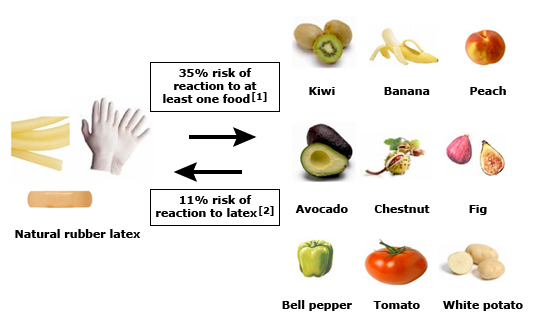 35% risk of
reaction to at
least one food[1]
Kiwi
Banana
Peach
11% risk of
reaction to latex[2]
Natural rubber latex
Avocado
Chestnut
Fig
Bell pepper
Tomato
White potato